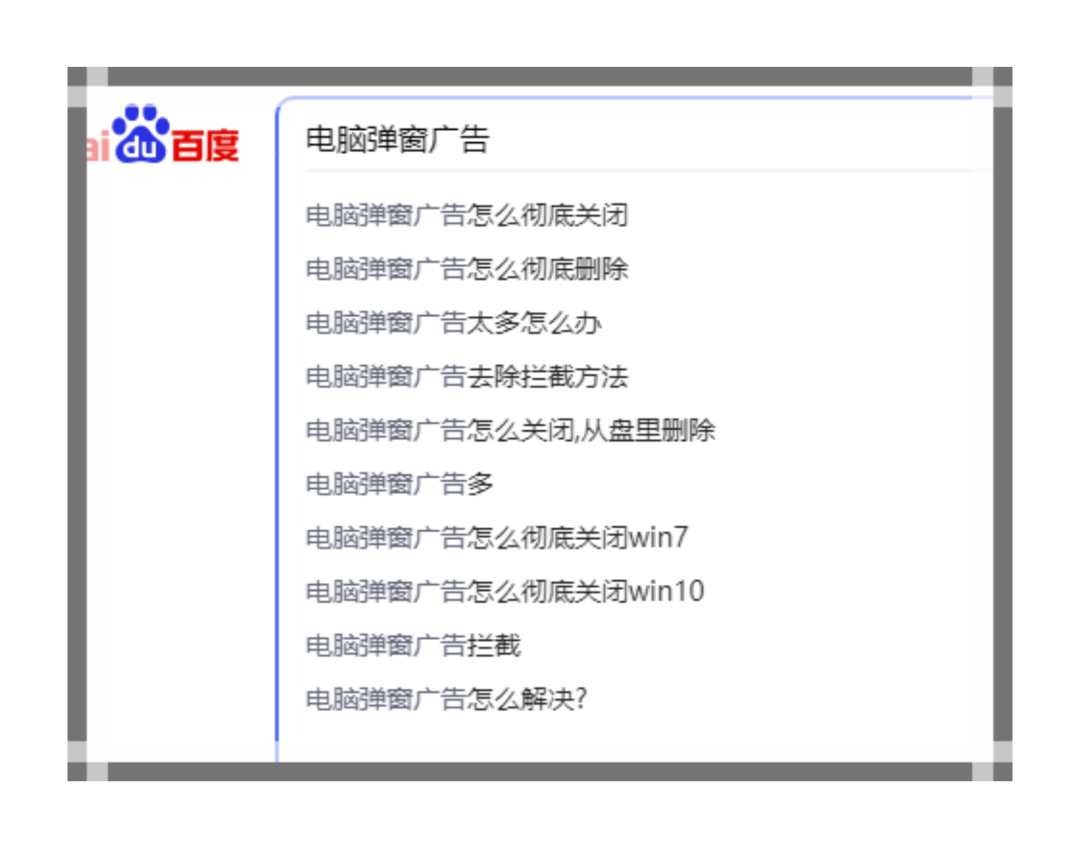 ai du 百度
电脑弹窗广告
电脑弹窗广告怎么彻底关闭
电脑弹窗广告怎么彻底删除
电脑弹窗广告太多怎么办
电脑弹窗广告去除拦截方法
电脑弹窗广告怎么关闭,从盘里删除
电脑弹窗广告多
电脑弹窗广告怎么彻底关闭win7
电脑弹窗广告怎么彻底关闭win10
电脑弹窗广告拦截
电脑弹窗广告怎么解决?